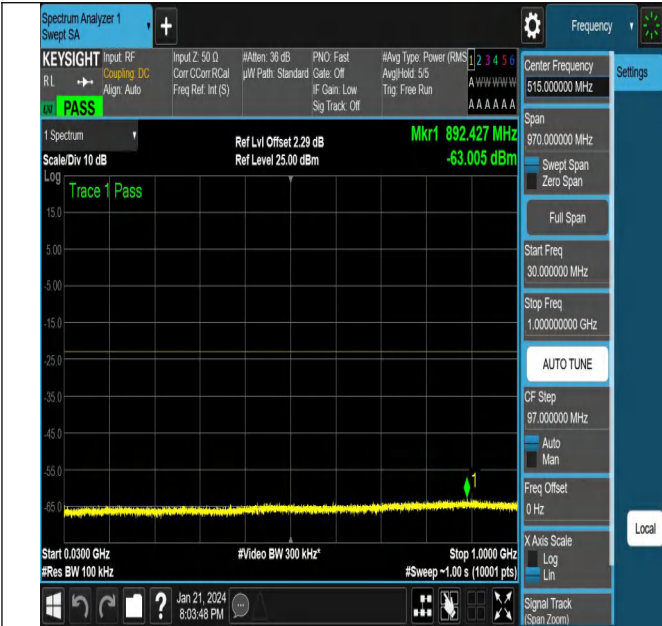 Spectrum Analyzer 1
Swept SA
+
Frequency
KEYSIGHT
RL
LXI
PASS
Input: RF
Coupling: DC
Align: Auto
Input Z: 50 Ω
Corr CCorr RCal
Freq Ref: Int (S)
#Atten: 36 dB
µW Path: Standard
PNO: Fast
Gate: Off
IF Gain: Low
Sig Track: Off
#Avg Type: Power (RMS
Avg|Hold: 5/5
Trig: Free Run
1 2 3 4 5 6
A W W W W W
A A A A A A
1 Spectrum
Scale/Div 10 dB
Log
Ref Lvl Offset 2.29 dB
Ref Level 25.00 dBm
Mkr1 892.427 MHz
-63.005 dBm
Trace 1 Pass
15.0
5.00
-5.00
-15.0
-25.0
-35.0
-45.0
-55.0
-65.0
1
Start 0.0300 GHz
#Res BW 100 kHz
#Video BW 300 kHz*
Stop 1.0000 GHz
#Sweep ~1.00 s (10001 pts)
?
Jan 21, 2024
8:03:48 PM
Center Frequency
515.000000 MHz
Settings
Span
970.000000 MHz
Swept Span
Zero Span
Full Span
Start Freq
30.000000 MHz
Stop Freq
1.000000000 GHz
AUTO TUNE
CF Step
97.000000 MHz
Auto
Man
Freq Offset
0 Hz
Local
X Axis Scale
Log
Lin
Signal Track
(Span Zoom)